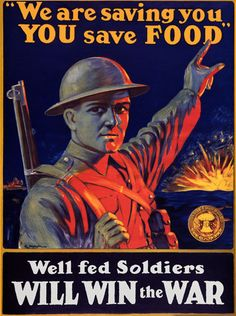 "We are saving you
YOU save FOOD"
Well fed Soldiers
WILL WIN the WAR